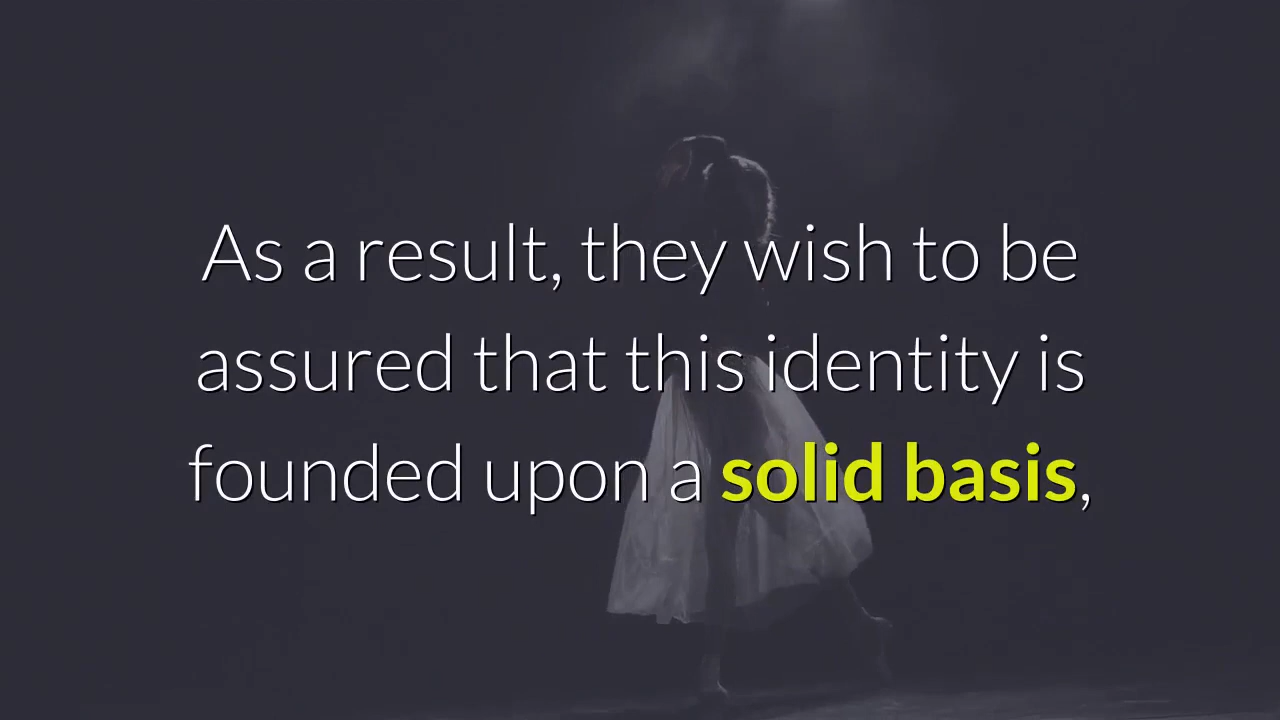 As a result, they wish to be
assured that this identity is
founded upon a solid basis,